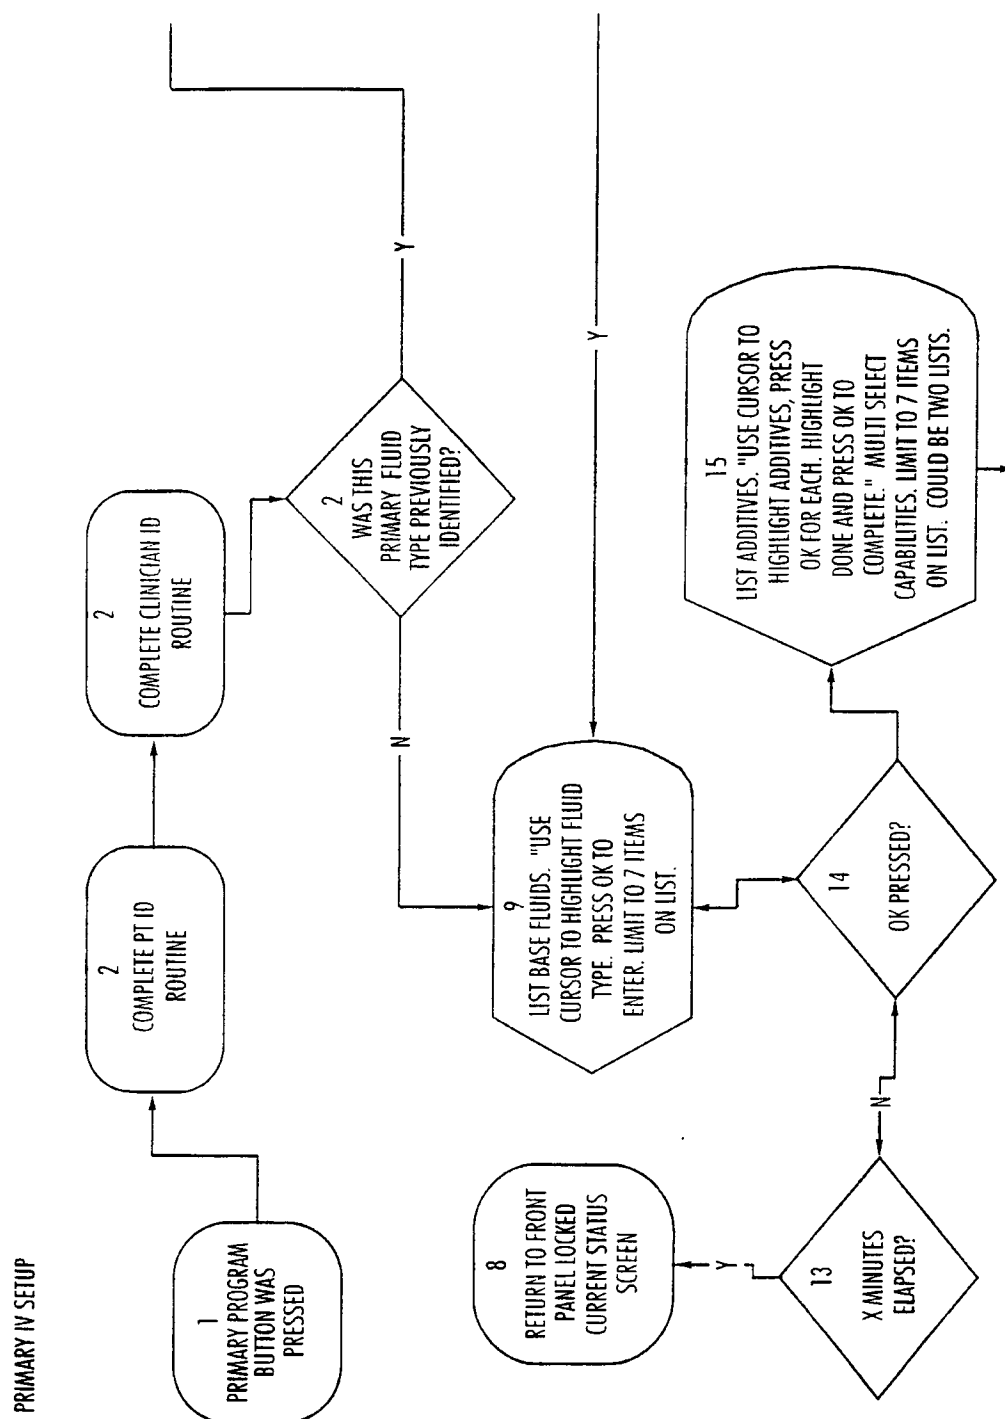 PRIMARY IV SETUP
1
PRIMARY PROGRAM
BUTTON WAS
PRESSED
2
COMPLETE PT ID
ROUTINE
2
COMPLETE CLINICIAN ID
ROUTINE
2
WAS THIS
PRIMARY FLUID
TYPE PREVIOUSLY
IDENTIFIED?
N
Y
Y
9
LIST BASE FLUIDS. "USE
CURSOR TO HIGHLIGHT FLUID
TYPE. PRESS OK TO
ENTER. LIMIT TO 7 ITEMS
ON LIST.
8
RETURN TO FRONT
PANEL LOCKED
CURRENT STATUS
SCREEN
Y
13
X MINUTES
ELAPSED?
N
14
OK PRESSED?
15
LIST ADDITIVES. "USE CURSOR TO
HIGHLIGHT ADDITIVES, PRESS
OK FOR EACH. HIGHLIGHT
DONE AND PRESS OK TO
COMPLETE." MULTI SELECT
CAPABILITIES. LIMIT TO 7 ITEMS
ON LIST. COULD BE TWO LISTS.